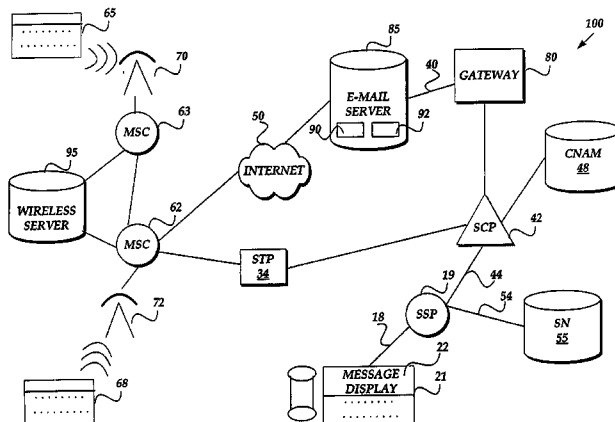 65
100
85
70
40
80
GATEWAY
E-MAIL
SERVER
90
92
63
MSC
50
95
INTERNET
CNAM
48
WIRELESS
SERVER
62
MSC
SCP
42
STP
34
44
19
54
72
SSP
SN
55
18
22
MESSAGE
DISPLAY
21
68